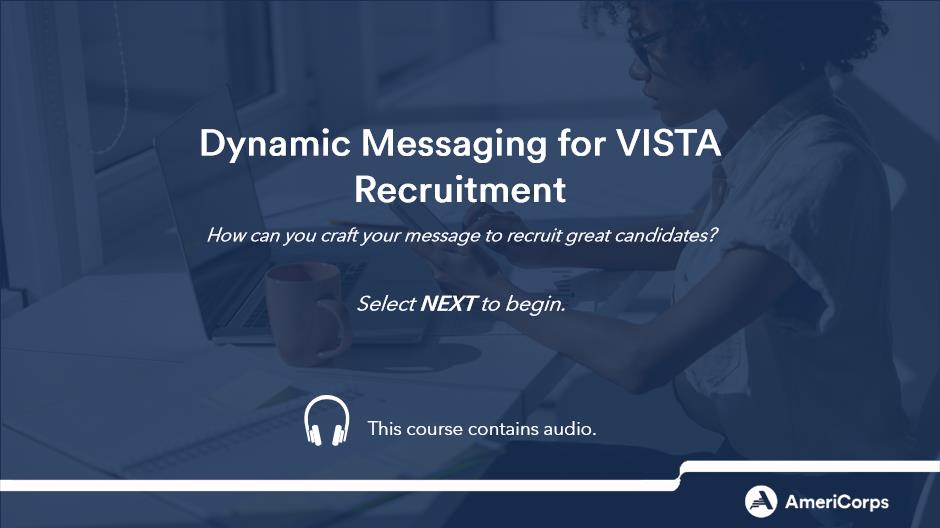 Dynamic Messaging for VISTA
Recruitment
How can you craft your message to recruit great candidates?
Select NEXT to begin.
This course contains audio.
AmeriCorps